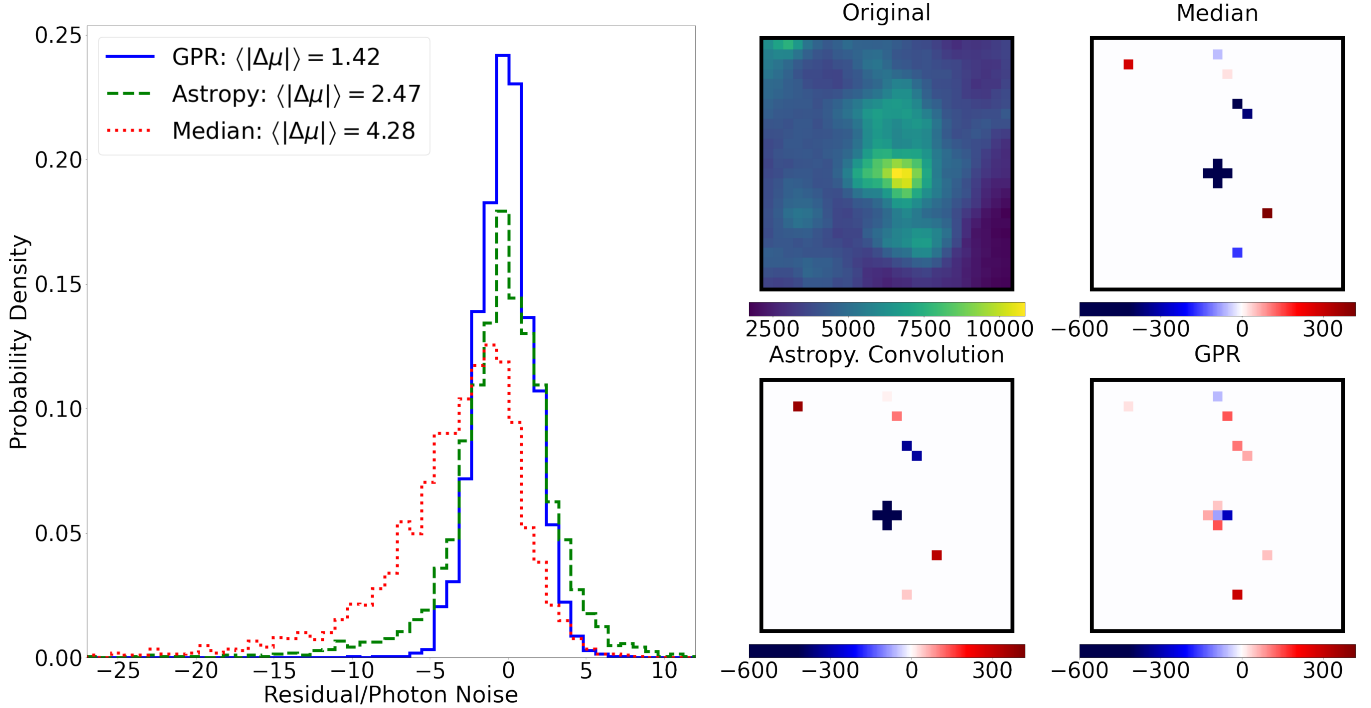 0.25
0.20
0.15
0.10
0.05
0.00
Probability Density
GPR: ⟨|Δμ|⟩ = 1.42
Astropy: ⟨|Δμ|⟩ = 2.47
Median: ⟨|Δμ|⟩ = 4.28
−25 −20 −15 −10 −5 0 5 10
Residual/Photon Noise
Original
2500 5000 7500 10000
Median
−600 −300 0 300
Astropy. Convolution
−600 −300 0 300
GPR
−600 −300 0 300